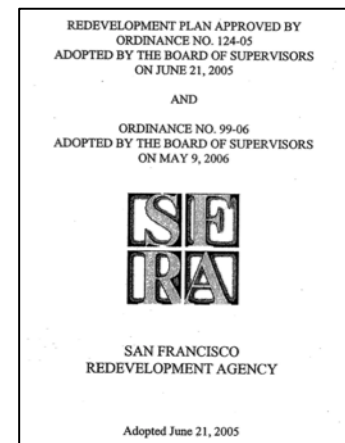 REDEVELOPMENT PLAN APPROVED BY
ORDINANCE NO. 124-05
ADOPTED BY THE BOARD OF SUPERVISORS
ON JUNE 21, 2005
AND
ORDINANCE NO. 99-06
ADOPTED BY THE BOARD OF SUPERVISORS
ON MAY 9, 2006
SF
RA
SAN FRANCISCO
REDEVELOPMENT AGENCY
Adopted June 21, 2005